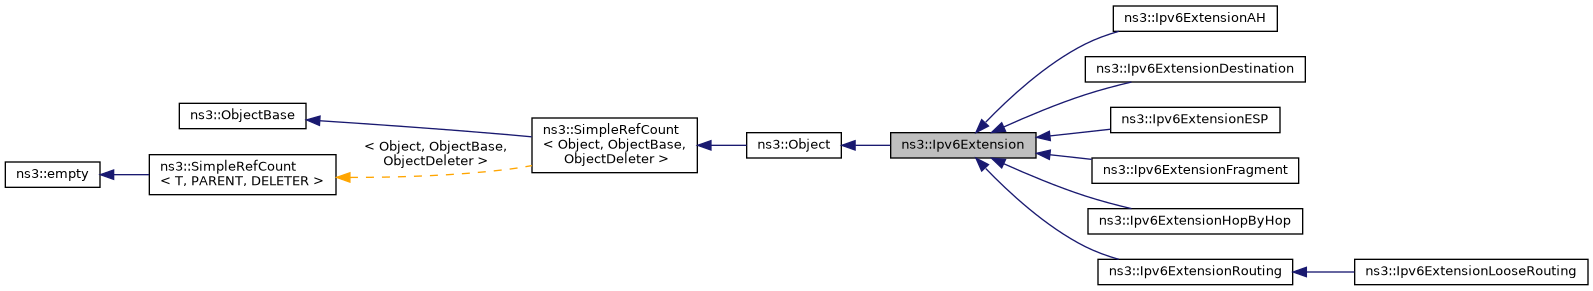 ns3::Ipv6ExtensionAH
ns3::Ipv6ExtensionDestination
ns3::ObjectBase
ns3::Ipv6ExtensionESP
ns3::SimpleRefCount
< Object, ObjectBase,
ObjectDeleter >
< Object, ObjectBase,
ObjectDeleter >
ns3::Object
ns3::Ipv6Extension
ns3::empty
ns3::SimpleRefCount
< T, PARENT, DELETER >
ns3::Ipv6ExtensionFragment
ns3::Ipv6ExtensionHopByHop
ns3::Ipv6ExtensionRouting
ns3::Ipv6ExtensionLooseRouting